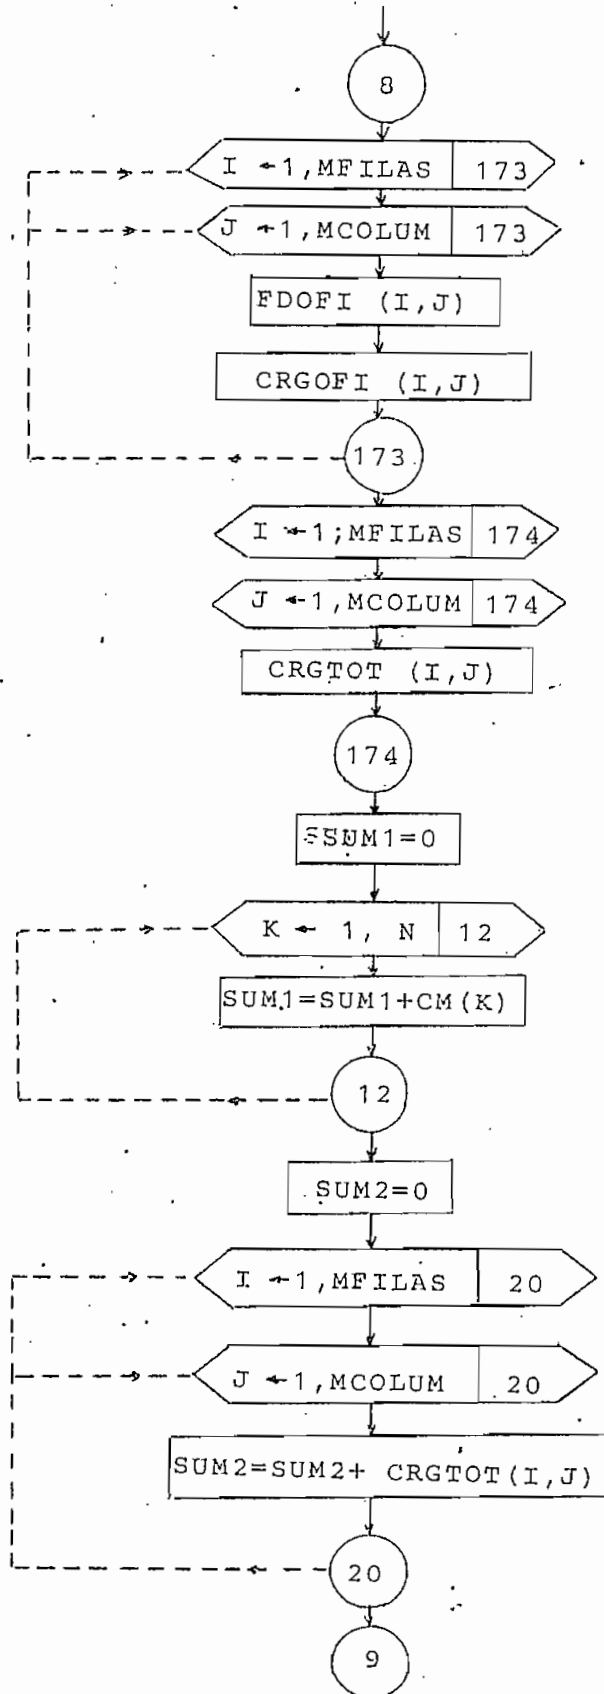 8
I ←1,MFILAS 173
J ←1,MCOLUM 173
FDOFI (I,J)
CRGOFI (I,J)
173
I ←1;MFILAS 174
J ←1,MCOLUM 174
CRGTOT (I,J)
174
SUM1=0
K ← 1, N 12
SUM1=SUM1+CM(K)
12
SUM2=0
I ←1,MFILAS 20
J ←1,MCOLUM 20
SUM2=SUM2+ CRGTOT(I,J)
20
9